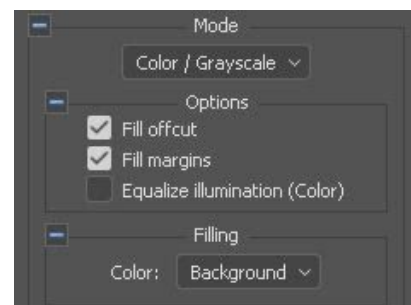 Mode
Color / Grayscale
Options
Fill offcut
Fill margins
Equalize illumination (Color)
Filling
Color: Background